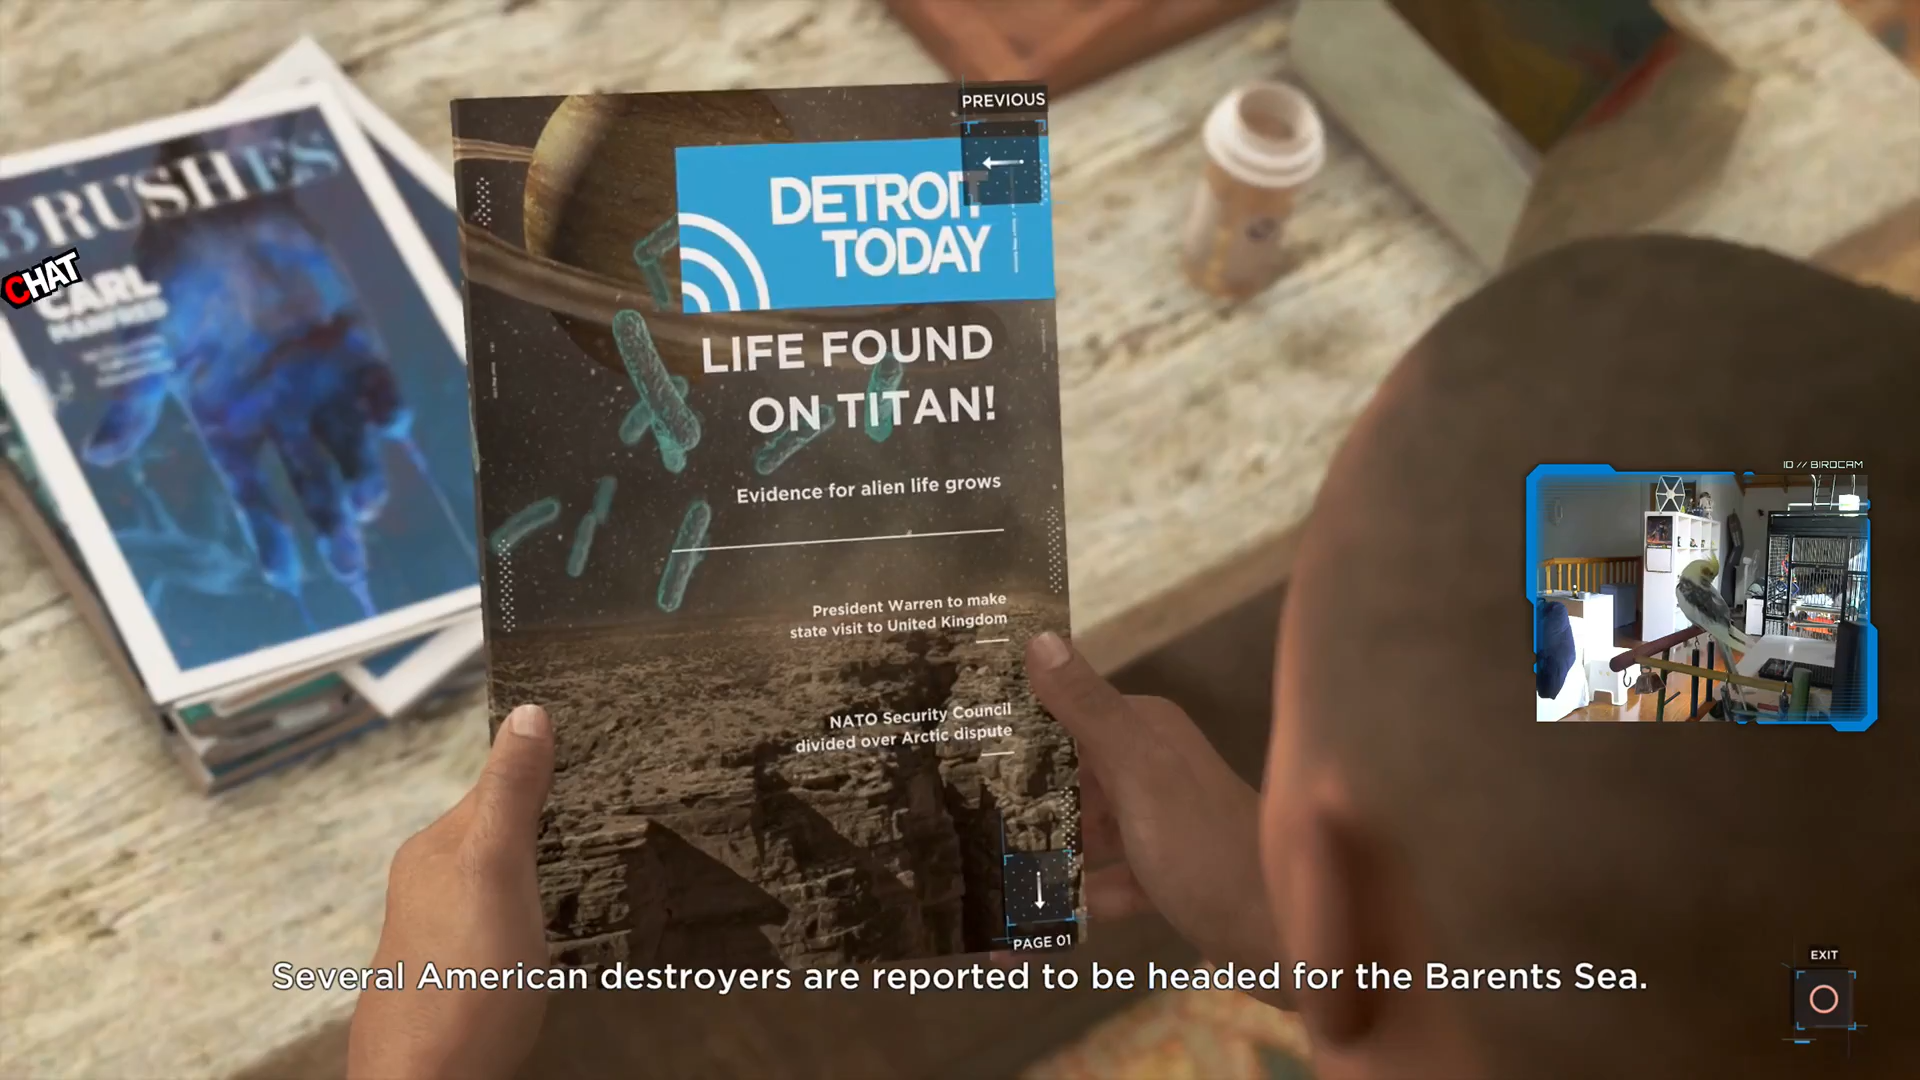 BRUSHES
CHAT
CARL
MANFRED
PREVIOUS
DETROIT
TODAY
LIFE FOUND
ON TITAN!
Evidence for alien life grows
President Warren to make
state visit to United Kingdom
NATO Security Council
divided over Arctic dispute
PAGE 01
ID // BIRDCAM
Several American destroyers are reported to be headed for the Barents Sea.
EXIT